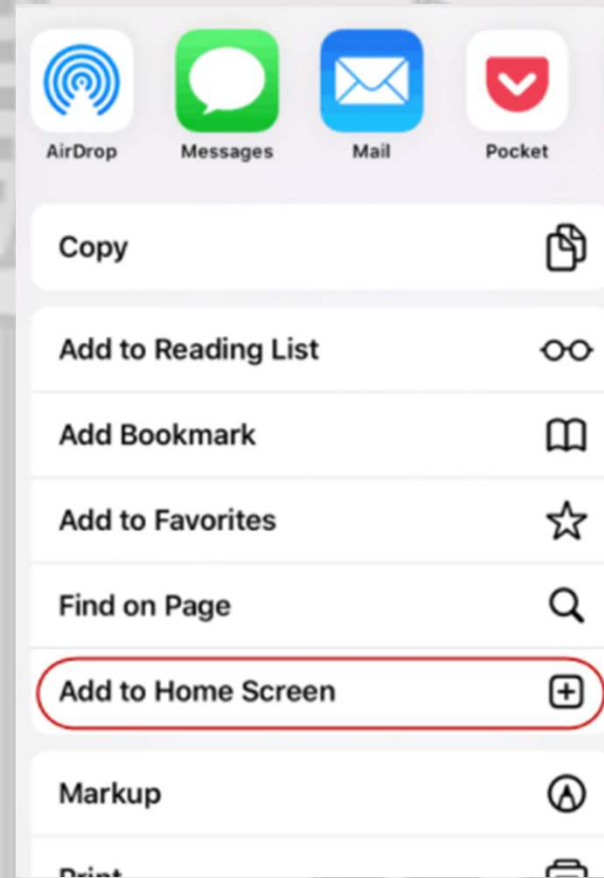 AirDrop Messages Mail Pocket
Copy
Add to Reading List
Add Bookmark
Add to Favorites
Find on Page
Add to Home Screen
Markup
Print